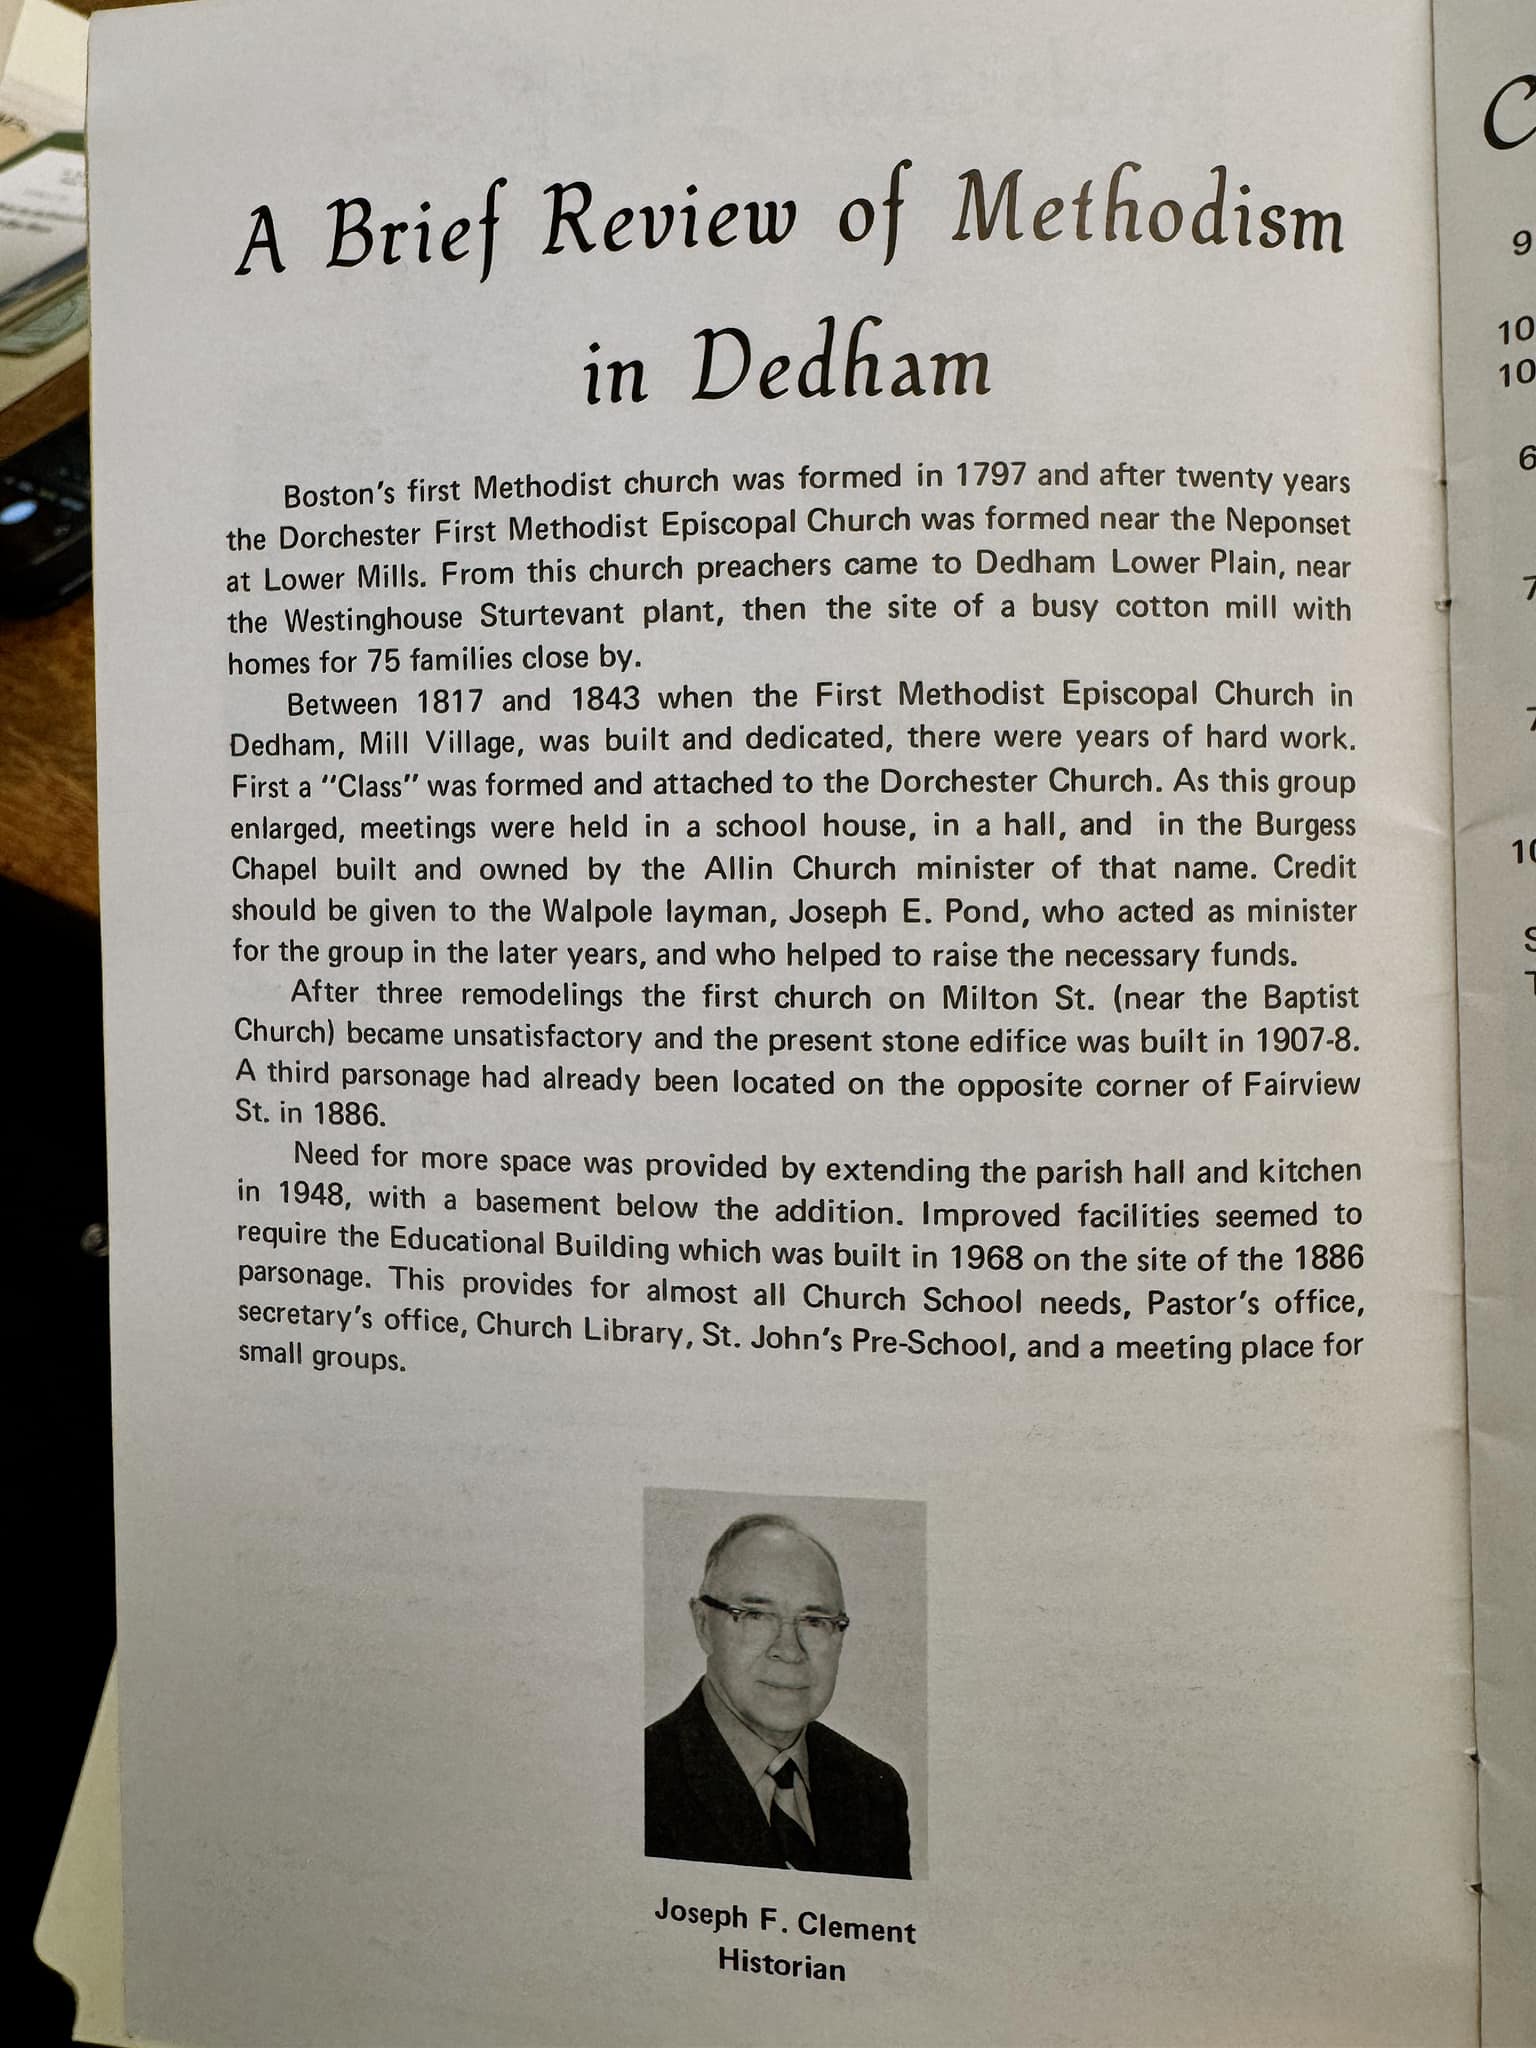 A Brief Review of Methodism
in Dedham
Boston's first Methodist church was formed in 1797 and after twenty years
the Dorchester First Methodist Episcopal Church was formed near the Neponset
at Lower Mills. From this church preachers came to Dedham Lower Plain, near
the Westinghouse Sturtevant plant, then the site of a busy cotton mill with
homes for 75 families close by.
Between 1817 and 1843 when the First Methodist Episcopal Church in
Dedham, Mill Village, was built and dedicated, there were years of hard work.
First a "Class" was formed and attached to the Dorchester Church. As this group
enlarged, meetings were held in a school house, in a hall, and in the Burgess
Chapel built and owned by the Allin Church minister of that name. Credit
should be given to the Walpole layman, Joseph E. Pond, who acted as minister
for the group in the later years, and who helped to raise the necessary funds.
After three remodelings the first church on Milton St. (near the Baptist
Church) became unsatisfactory and the present stone edifice was built in 1907-8.
A third parsonage had already been located on the opposite corner of Fairview
St. in 1886.
Need for more space was provided by extending the parish hall and kitchen
in 1948, with a basement below the addition. Improved facilities seemed to
require the Educational Building which was built in 1968 on the site of the 1886
parsonage. This provides for almost all Church School needs, Pastor's office,
secretary's office, Church Library, St. John's Pre-School, and a meeting place for
small groups.
Joseph F. Clement
Historian
C
9
10
10
6
7
7
10
S
T